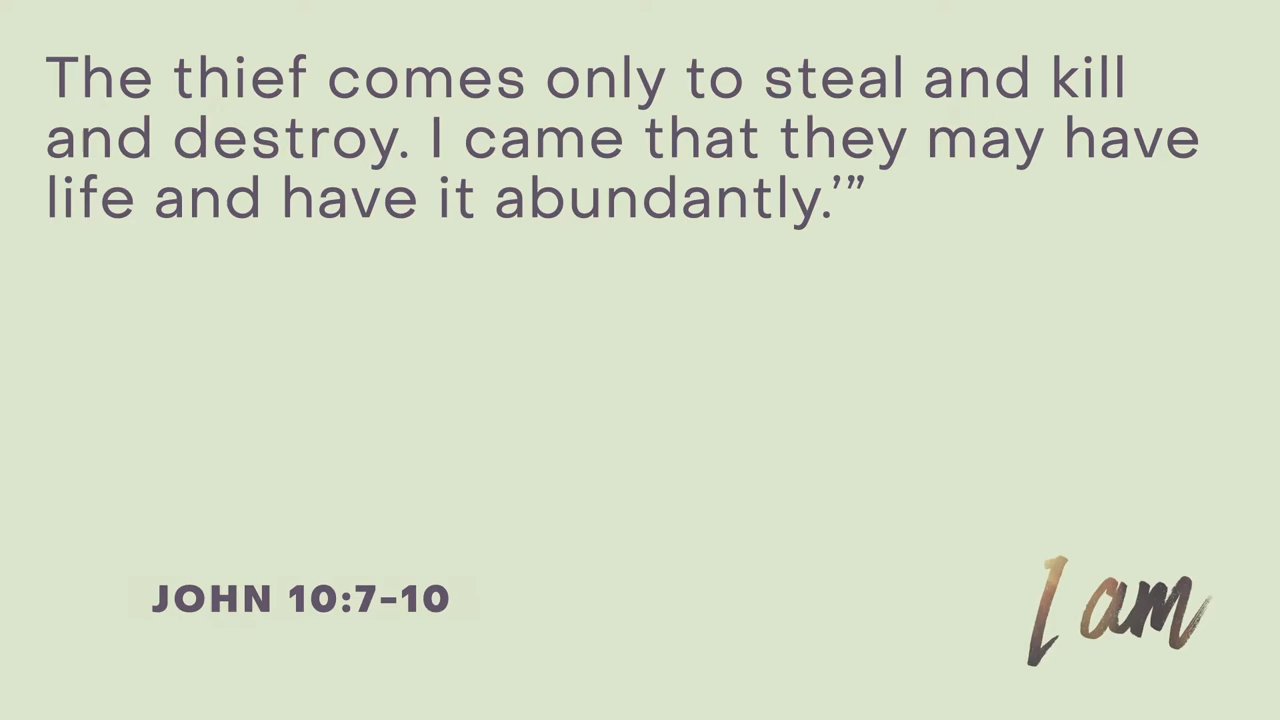 The thief comes only to steal and kill
and destroy. I came that they may have
life and have it abundantly.’”
JOHN 10:7–10
I am